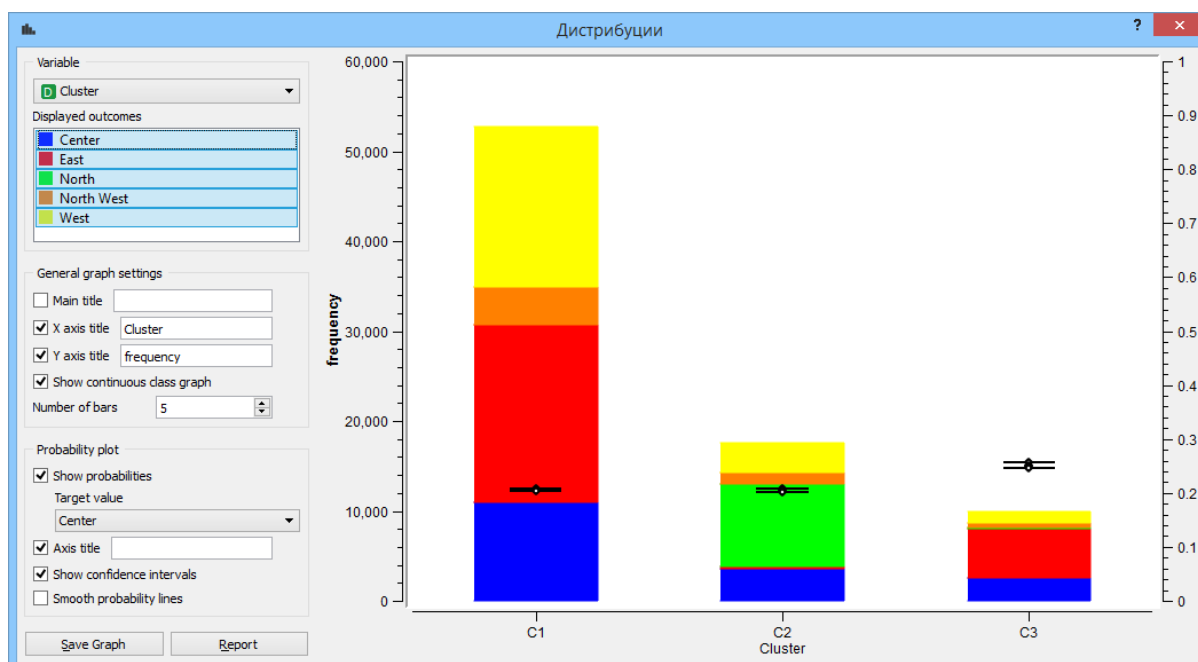 Дистрибуции
?
×
Variable
D Cluster
Displayed outcomes
Center
East
North
North West
West
General graph settings
Main title
X axis title Cluster
Y axis title frequency
Show continuous class graph
Number of bars 5
Probability plot
Show probabilities
Target value
Center
Axis title
Show confidence intervals
Smooth probability lines
Save Graph Report
frequency
60,000
50,000
40,000
30,000
20,000
10,000
0
1
0.9
0.8
0.7
0.6
0.5
0.4
0.3
0.2
0.1
0
C1 C2 C3
Cluster